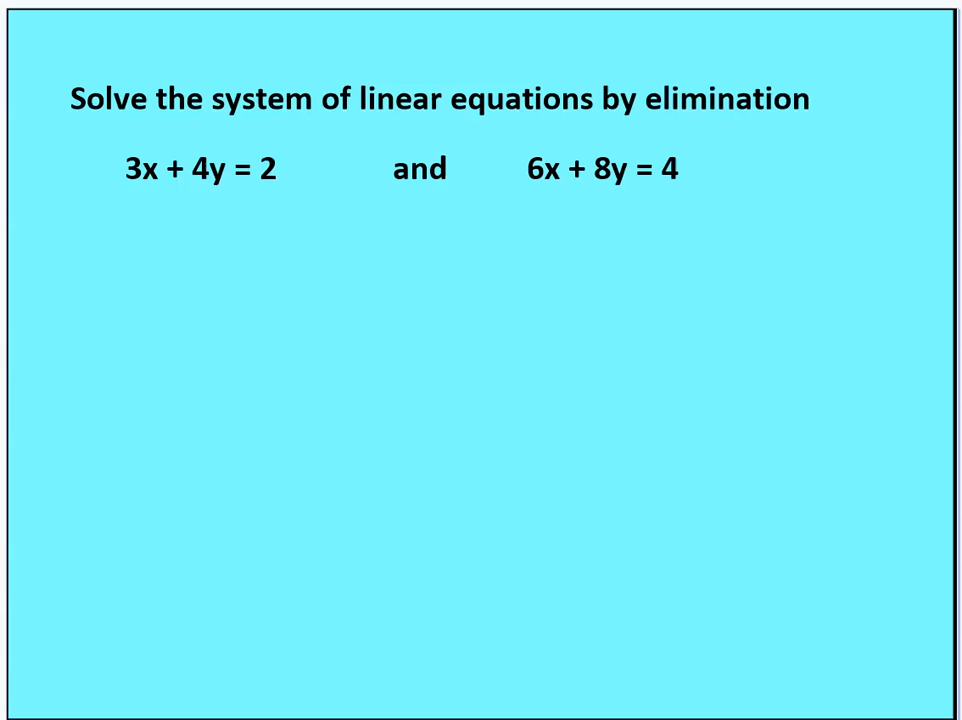 Solve the system of linear equations by elimination
3x + 4y = 2 and 6x + 8y = 4